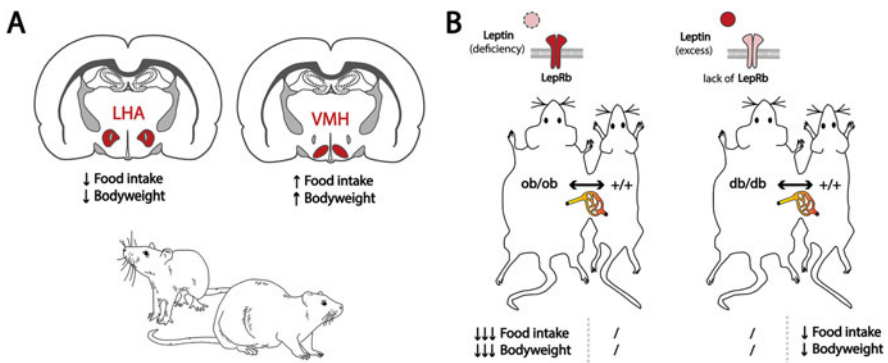 A
LHA
↓ Food intake
↓ Bodyweight
VMH
↑ Food intake
↑ Bodyweight
B
Leptin
(deficiency)
LepRb
Leptin
(excess)
lack of LepRb
ob/ob ↔ +/+
db/db ↔ +/+
↓↓↓ Food intake / / ↓ Food intake
↓↓↓ Bodyweight / / ↓ Bodyweight